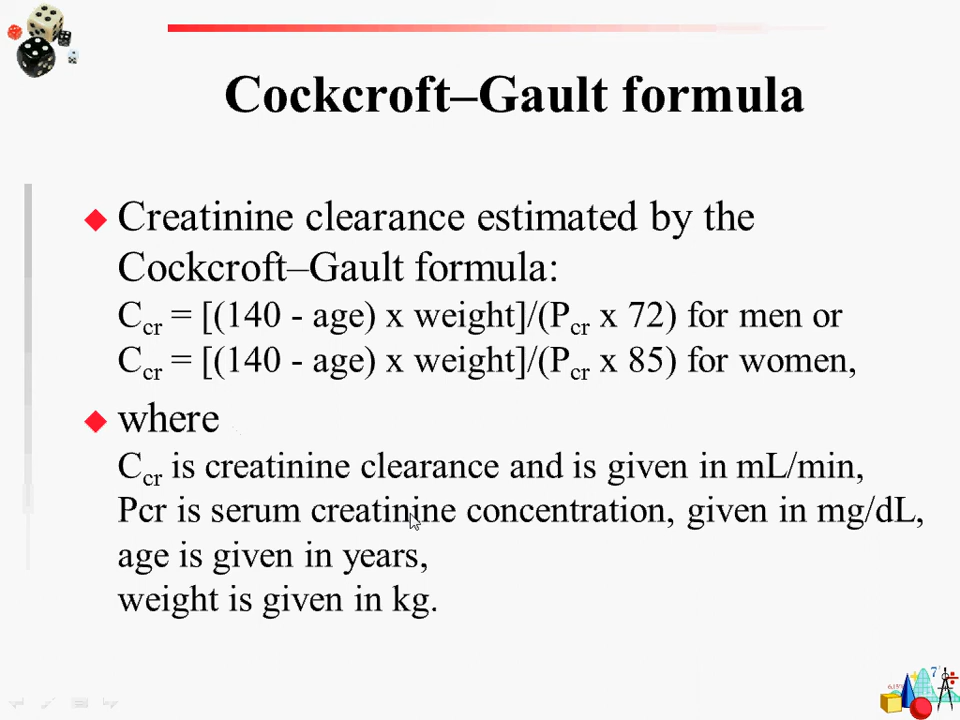 Cockcroft–Gault formula
Creatinine clearance estimated by the
Cockcroft–Gault formula:
Ccr = [(140 - age) x weight]/(Pcr x 72) for men or
Ccr = [(140 - age) x weight]/(Pcr x 85) for women,
where
Ccr is creatinine clearance and is given in mL/min,
Pcr is serum creatinine concentration, given in mg/dL,
age is given in years,
weight is given in kg.